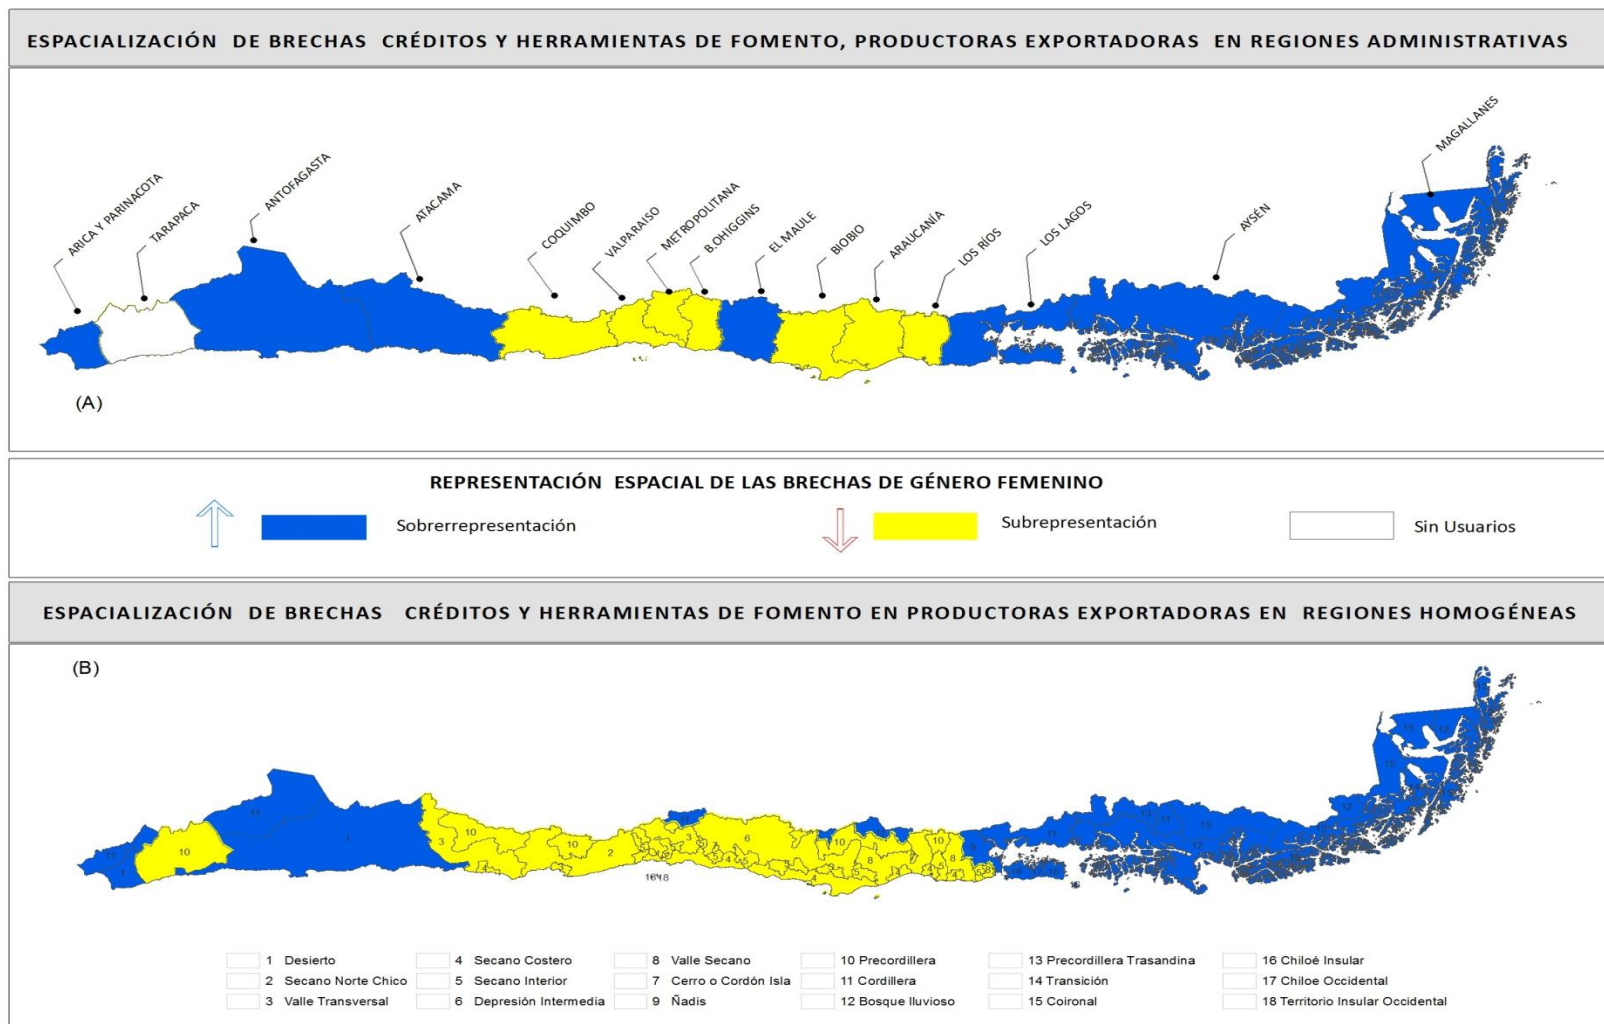 ESPACIALIZACIÓN DE BRECHAS CRÉDITOS Y HERRAMIENTAS DE FOMENTO, PRODUCTORAS EXPORTADORAS EN REGIONES ADMINISTRATIVAS
ARICA Y PARINACOTA
TARAPACA
ANTOFAGASTA
ATACAMA
COQUIMBO
VALPARAISO
METROPOLITANA
B.OHIGGINS
EL MAULE
BIOBIO
ARAUCANÍA
LOS RÍOS
LOS LAGOS
AYSÉN
MAGALLANES
(A)
REPRESENTACIÓN ESPACIAL DE LAS BRECHAS DE GÉNERO FEMENINO
Sobrerrepresentación
Subrepresentación
Sin Usuarios
ESPACIALIZACIÓN DE BRECHAS CRÉDITOS Y HERRAMIENTAS DE FOMENTO EN PRODUCTORAS EXPORTADORAS EN REGIONES HOMOGÉNEAS
(B)
1 Desierto
2 Secano Norte Chico
3 Valle Transversal
4 Secano Costero
5 Secano Interior
6 Depresión Intermedia
8 Valle Secano
7 Cerro o Cordón Isla
9 Ñadis
10 Precordillera
11 Cordillera
12 Bosque lluvioso
13 Precordillera Trasandina
14 Transición
15 Coironal
16 Chiloé Insular
17 Chiloe Occidental
18 Territorio Insular Occidental